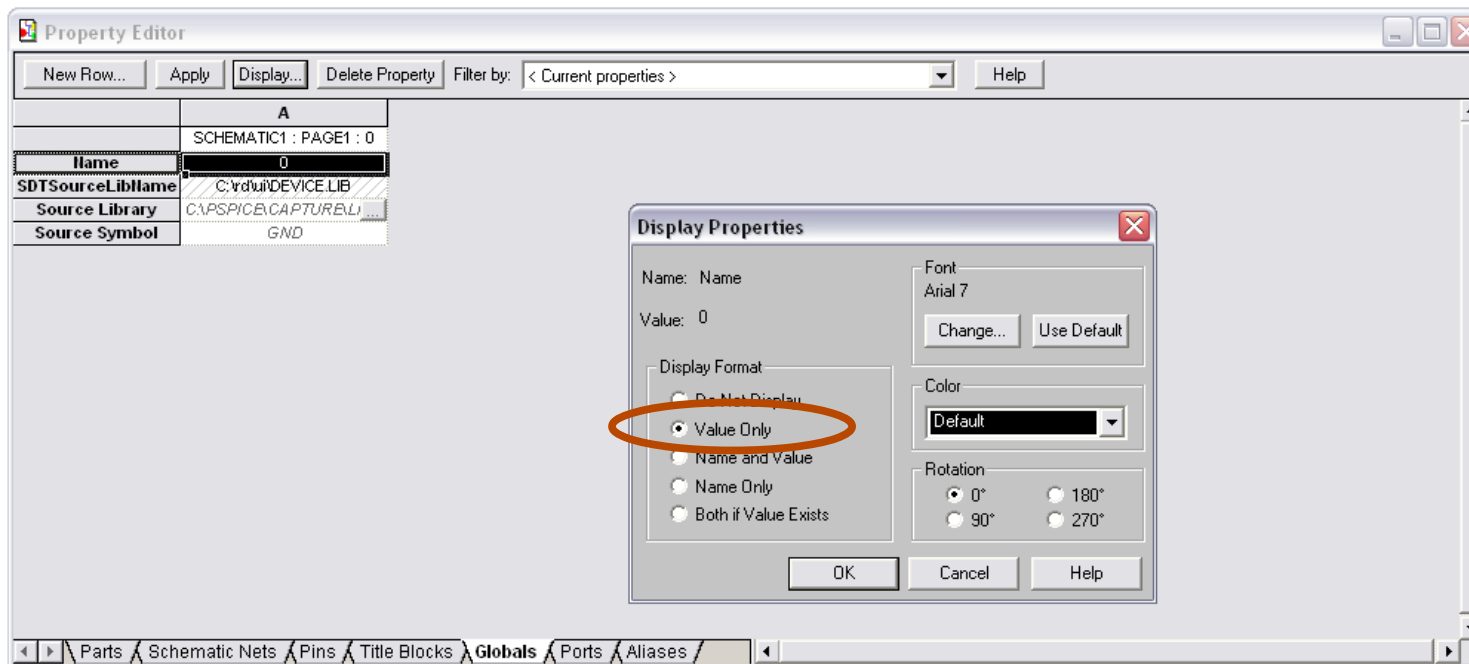 Property Editor
New Row... Apply Display... Delete Property Filter by: < Current properties > Help
A
SCHEMATIC1 : PAGE1 : 0
Name 0
SDTSourceLibName C:\rd\ui\DEVICE.LIB
Source Library C:\PSPICE\CAPTURE\LI ...
Source Symbol GND
Display Properties
Name: Name
Value: 0
Font
Arial 7
Change... Use Default
Display Format
Do Not Display
Value Only
Name and Value
Name Only
Both if Value Exists
Color
Default
Rotation
0° 180°
90° 270°
OK Cancel Help
Parts Schematic Nets Pins Title Blocks Globals Ports Aliases